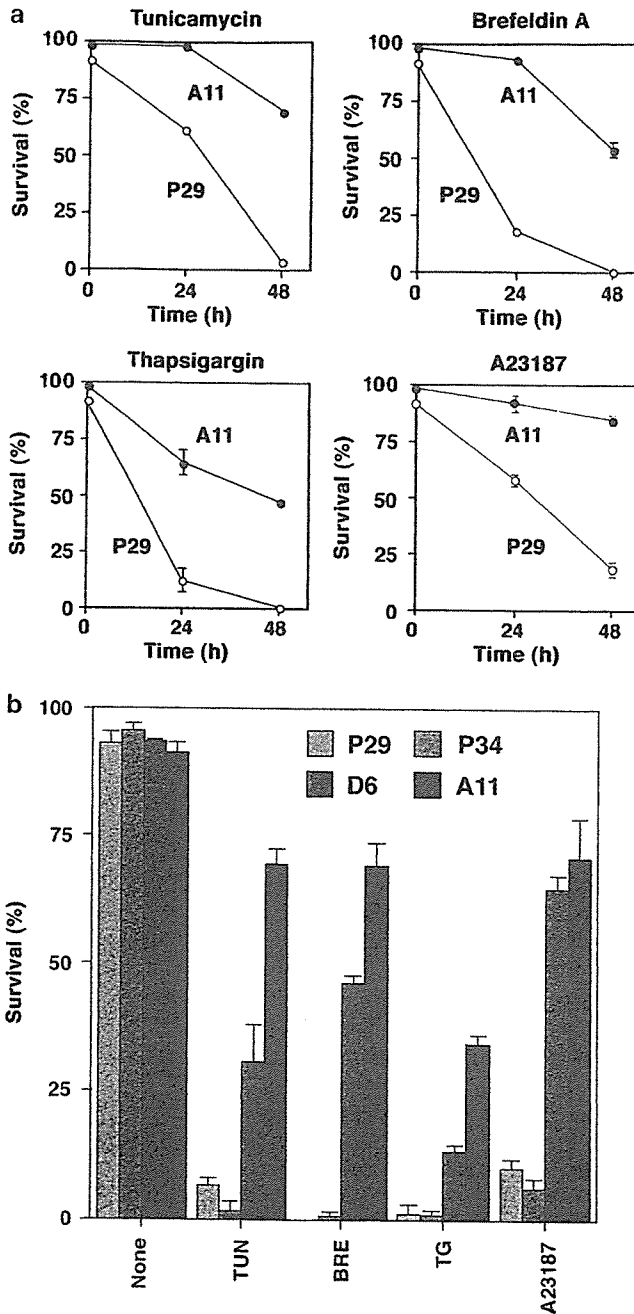 a
Tunicamycin
Survival (%)
100
75
50
25
0
A11
P29
0 24 48
Time (h)
Brefeldin A
Survival (%)
100
75
50
25
0
A11
P29
0 24 48
Time (h)
Thapsigargin
Survival (%)
100
75
50
25
0
A11
P29
0 24 48
Time (h)
A23187
Survival (%)
100
75
50
25
0
A11
P29
0 24 48
Time (h)
b
Survival (%)
100
75
50
25
0
P29 P34
D6 A11
None TUN BRE TG A23187